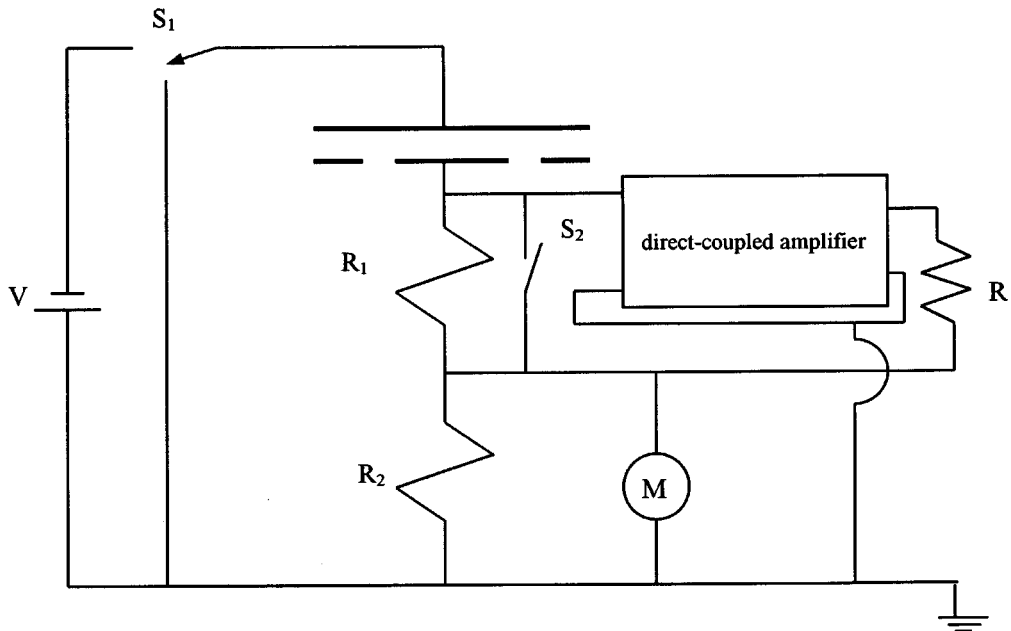 S₁
direct-coupled amplifier
S₂
R₁
V
R
R₂
M